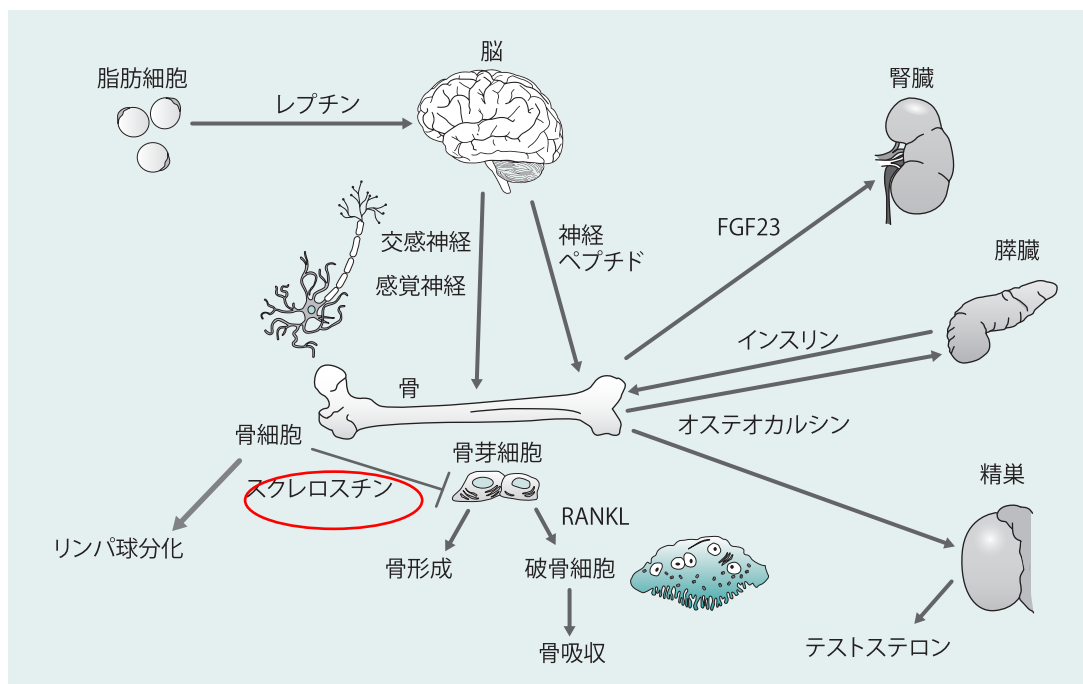 脳
脂肪細胞
腎臓
レプチン
FGF23
交感神経
感覚神経
神経
ペプチド
膵臓
インスリン
骨
オステオカルシン
骨細胞
骨芽細胞
スクレロスチン
精巣
RANKL
リンパ球分化
骨形成
破骨細胞
骨吸収
テストステロン